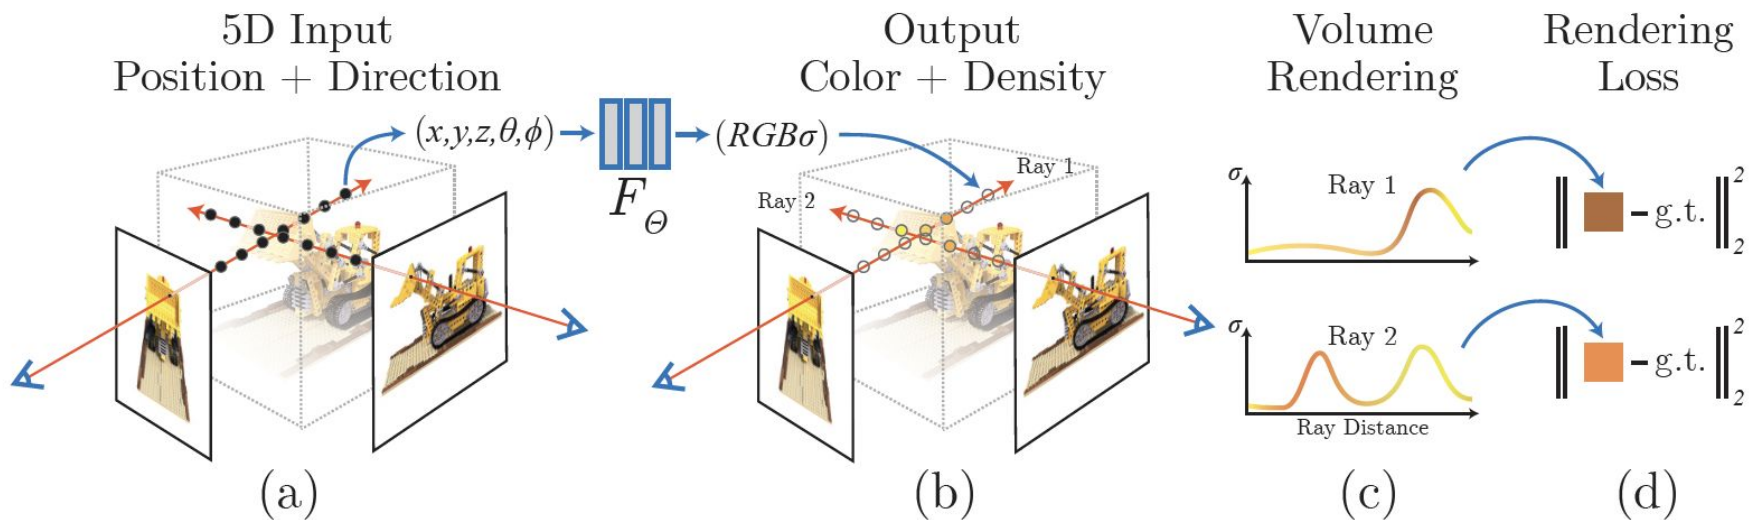 5D Input
Position + Direction
Output
Color + Density
Volume
Rendering
Rendering
Loss
(x,y,z,θ,ϕ)
F_Θ
(RGBσ)
Ray 1
Ray 2
σ
Ray 1
σ
Ray 2
Ray Distance
|| - g.t. ||²₂
|| - g.t. ||²₂
(a)
(b)
(c)
(d)